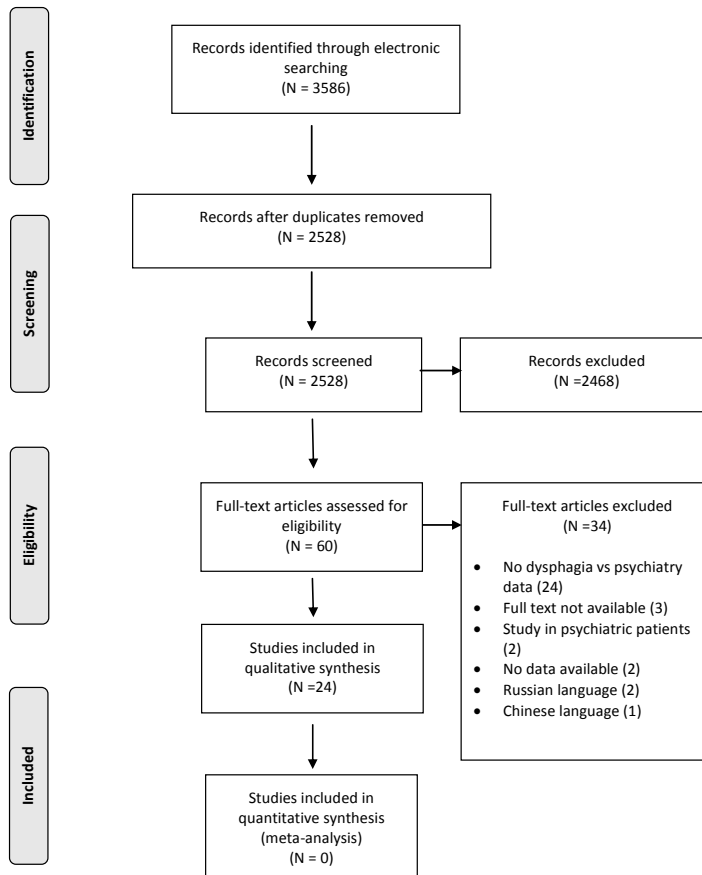 Identification
Records identified through electronic
searching
(N = 3586)
Records after duplicates removed
(N = 2528)
Screening
Records screened
(N = 2528)
Records excluded
(N =2468)
Eligibility
Full-text articles assessed for
eligibility
(N = 60)
Full-text articles excluded
(N =34)
• No dysphagia vs psychiatry
data (24)
• Full text not available (3)
• Study in psychiatric patients
(2)
• No data available (2)
• Russian language (2)
• Chinese language (1)
Studies included in
qualitative synthesis
(N =24)
Included
Studies included in
quantitative synthesis
(meta-analysis)
(N = 0)